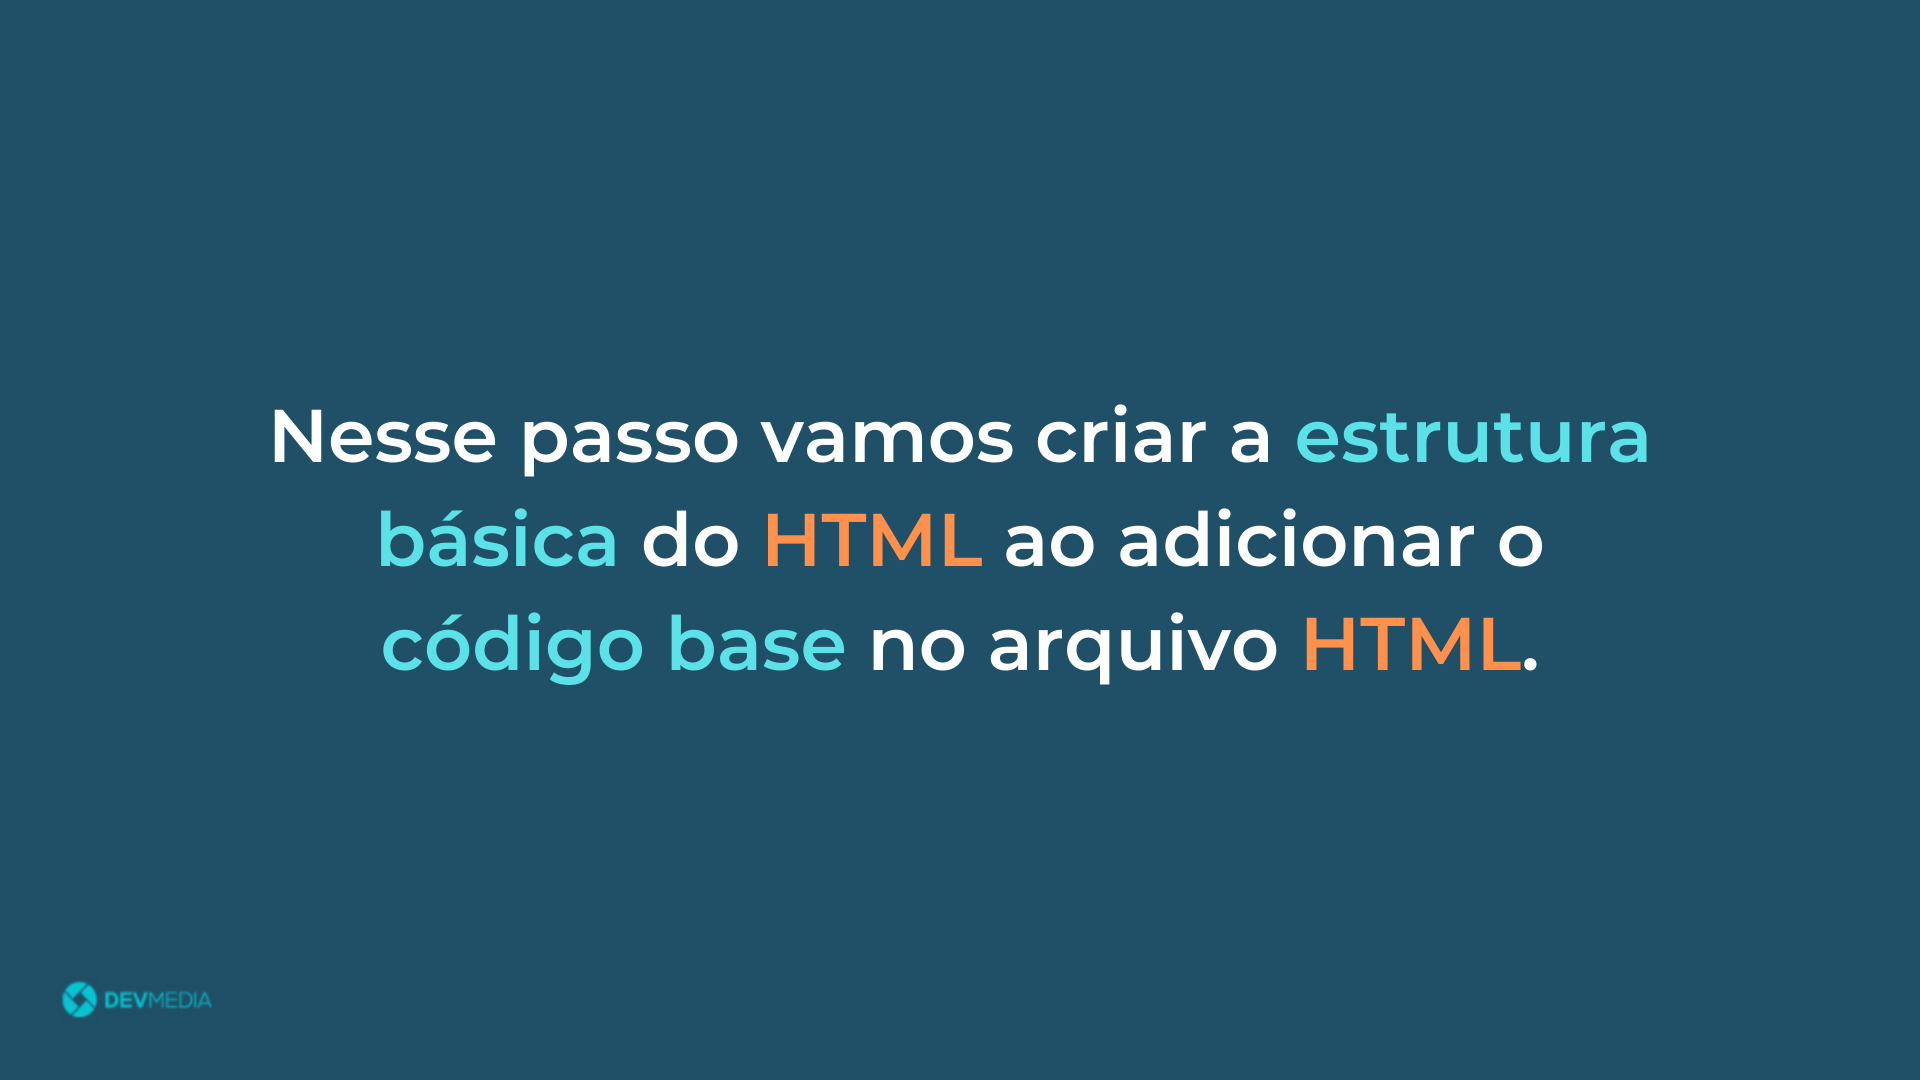 Nesse passo vamos criar a estrutura
básica do HTML ao adicionar o
código base no arquivo HTML.
DEVMEDIA